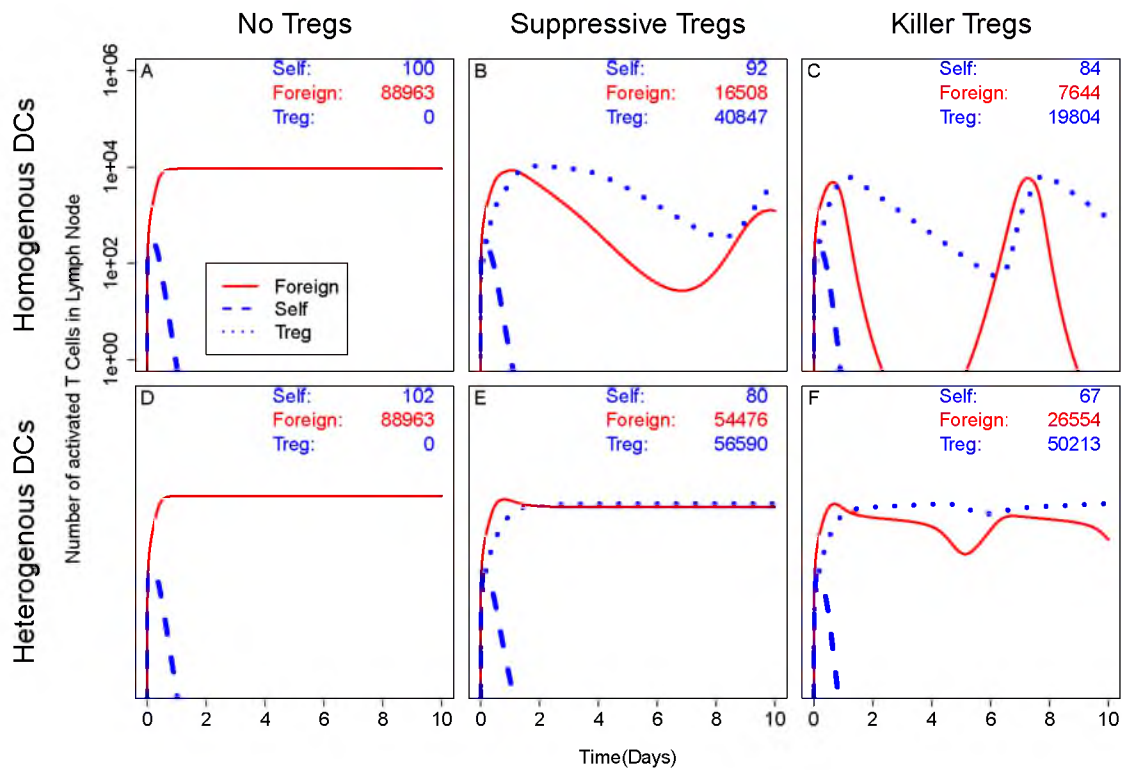 No Tregs
Suppressive Tregs
Killer Tregs
Homogenous DCs
Heterogenous DCs
Number of activated T Cells in Lymph Node
1e+06
1e+04
1e+02
1e+00
A
Self: 100
Foreign: 88963
Treg: 0
Foreign
Self
Treg
B
Self: 92
Foreign: 16508
Treg: 40847
C
Self: 84
Foreign: 7644
Treg: 19804
D
Self: 102
Foreign: 88963
Treg: 0
E
Self: 80
Foreign: 54476
Treg: 56590
F
Self: 67
Foreign: 26554
Treg: 50213
0 2 4 6 8 10
0 2 4 6 8 10
0 2 4 6 8 10
Time(Days)